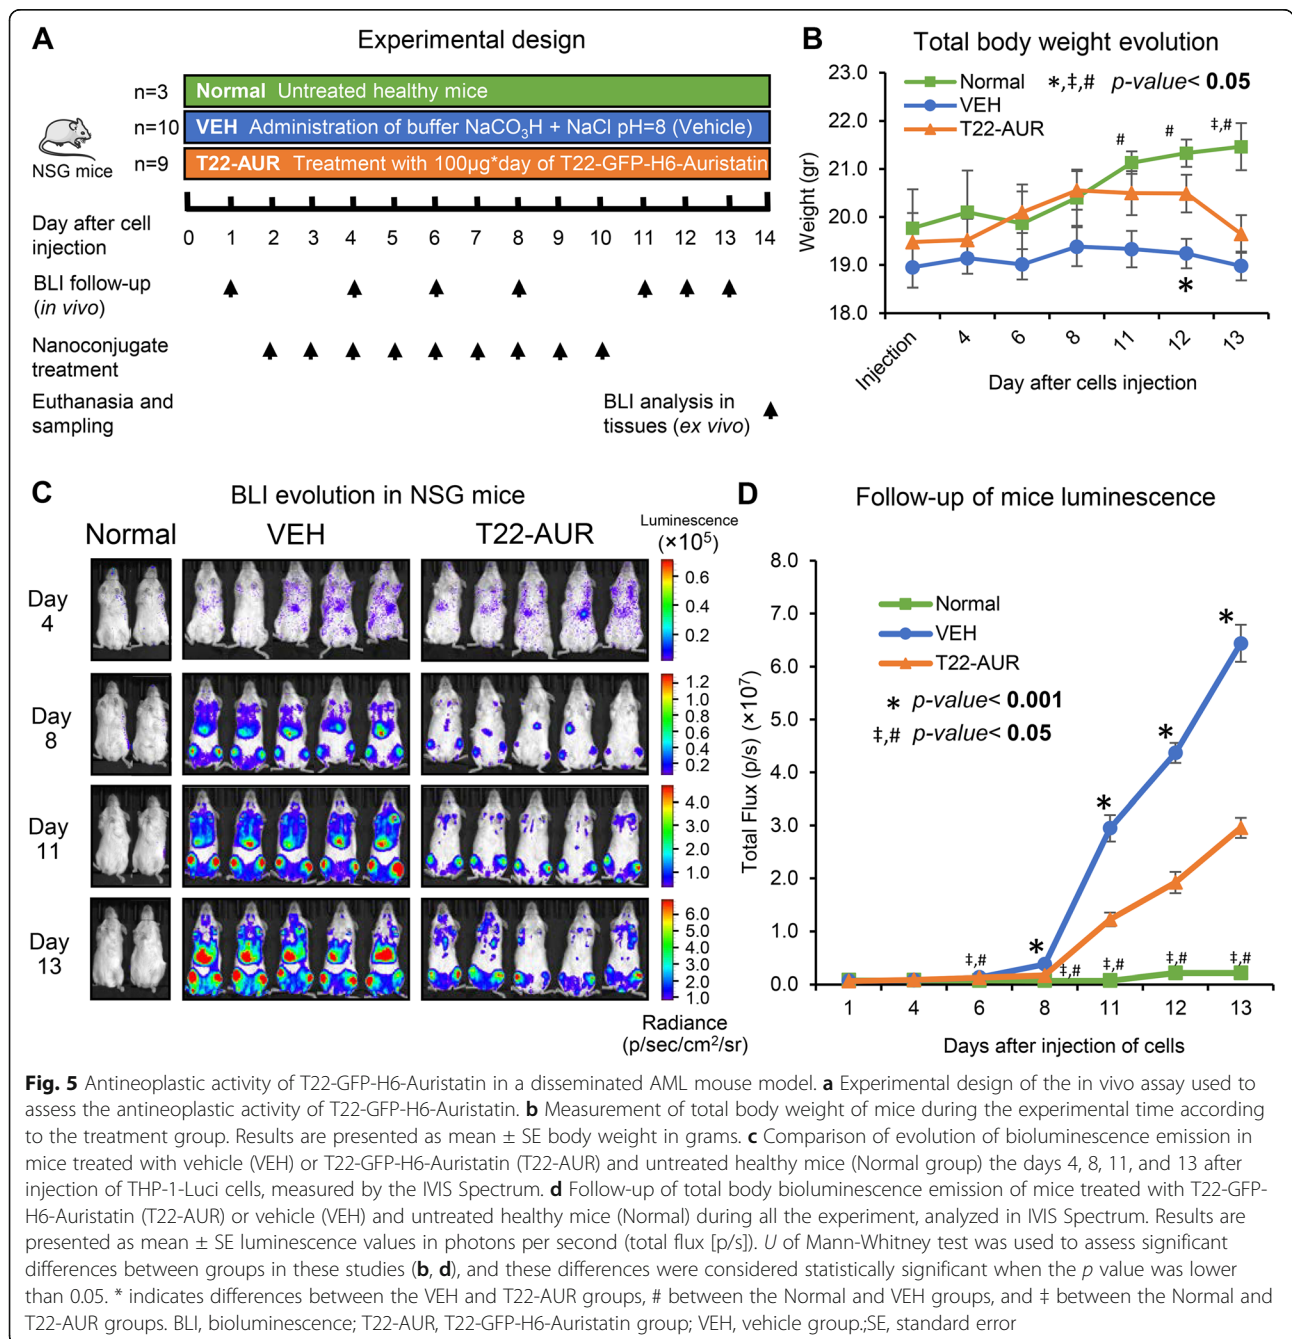 A
Experimental design
n=3
Normal Untreated healthy mice
n=10
VEH Administration of buffer NaCO3H + NaCl pH=8 (Vehicle)
n=9
T22-AUR Treatment with 100µg*day of T22-GFP-H6-Auristatin
NSG mice
Day after cell
injection
0 1 2 3 4 5 6 7 8 9 10 11 12 13 14
BLI follow-up
(in vivo)
Nanoconjugate
treatment
Euthanasia and
sampling
BLI analysis in
tissues (ex vivo)
B
Total body weight evolution
Normal
VEH
T22-AUR
*,‡,# p-value< 0.05
Weight (gr)
23.0
22.0
21.0
20.0
19.0
18.0
# # ‡,#
*
Injection 4 6 8 11 12 13
Day after cells injection
C
BLI evolution in NSG mice
Normal VEH T22-AUR
Luminescence
(×10⁵)
Day
4
0.6
0.4
0.2
Day
8
1.2
1.0
0.8
0.6
0.4
0.2
Day
11
4.0
3.0
2.0
1.0
Day
13
6.0
5.0
4.0
3.0
2.0
1.0
Radiance
(p/sec/cm²/sr)
D
Follow-up of mice luminescence
Normal
VEH
T22-AUR
* p-value< 0.001
‡,# p-value< 0.05
Total Flux (p/s) (×10⁷)
8.0
7.0
6.0
5.0
4.0
3.0
2.0
1.0
0.0
* * * *
‡,# ‡,# ‡,# ‡,# ‡,#
1 4 6 8 11 12 13
Days after injection of cells
Fig. 5 Antineoplastic activity of T22-GFP-H6-Auristatin in a disseminated AML mouse model. a Experimental design of the in vivo assay used to
assess the antineoplastic activity of T22-GFP-H6-Auristatin. b Measurement of total body weight of mice during the experimental time according
to the treatment group. Results are presented as mean ± SE body weight in grams. c Comparison of evolution of bioluminescence emission in
mice treated with vehicle (VEH) or T22-GFP-H6-Auristatin (T22-AUR) and untreated healthy mice (Normal group) the days 4, 8, 11, and 13 after
injection of THP-1-Luci cells, measured by the IVIS Spectrum. d Follow-up of total body bioluminescence emission of mice treated with T22-GFP-
H6-Auristatin (T22-AUR) or vehicle (VEH) and untreated healthy mice (Normal) during all the experiment, analyzed in IVIS Spectrum. Results are
presented as mean ± SE luminescence values in photons per second (total flux [p/s]). U of Mann-Whitney test was used to assess significant
differences between groups in these studies (b, d), and these differences were considered statistically significant when the p value was lower
than 0.05. * indicates differences between the VEH and T22-AUR groups, # between the Normal and VEH groups, and ‡ between the Normal and
T22-AUR groups. BLI, bioluminescence; T22-AUR, T22-GFP-H6-Auristatin group; VEH, vehicle group.;SE, standard error